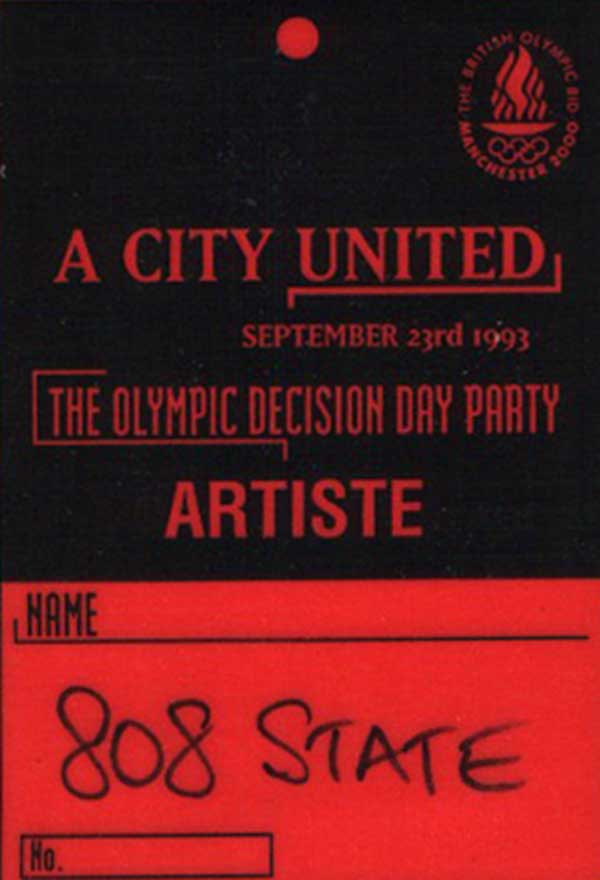 THE BRITISH OLYMPIC BID
MANCHESTER 2000
A CITY UNITED
SEPTEMBER 23rd 1993
THE OLYMPIC DECISION DAY PARTY
ARTISTE
NAME
808 STATE
No.